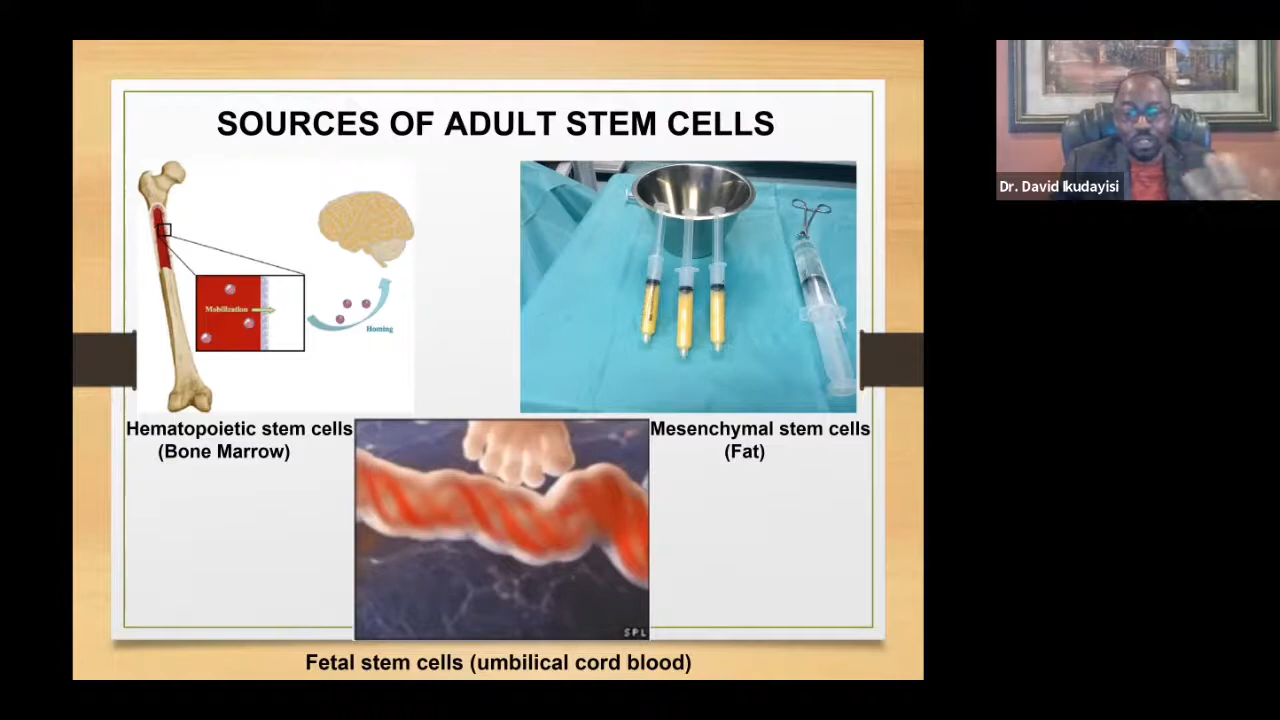 SOURCES OF ADULT STEM CELLS
Mobilization
Homing
Hematopoietic stem cells
(Bone Marrow)
Mesenchymal stem cells
(Fat)
SPL
Fetal stem cells (umbilical cord blood)
Dr. David Ikudayisi